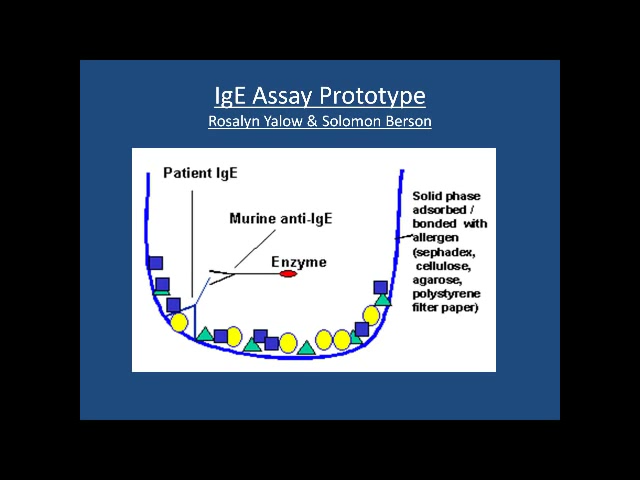 IgE Assay Prototype
Rosalyn Yalow & Solomon Berson
Patient IgE
Murine anti-IgE
Enzyme
Solid phase
adsorbed /
bonded with
allergen
(sephadex,
cellulose,
agarose,
polystyrene
filter paper)